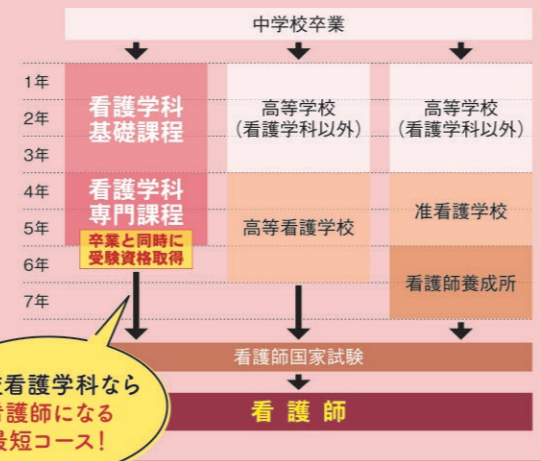 中学校卒業
1年
2年
3年
4年
5年
6年
7年
看護学科
基礎課程
看護学科
専門課程
卒業と同時に
受験資格取得
高等学校
（看護学科以外）
高等看護学校
高等学校
（看護学科以外）
准看護学校
看護師養成所
看護師国家試験
看護師
看護学科なら
看護師になる
最短コース！